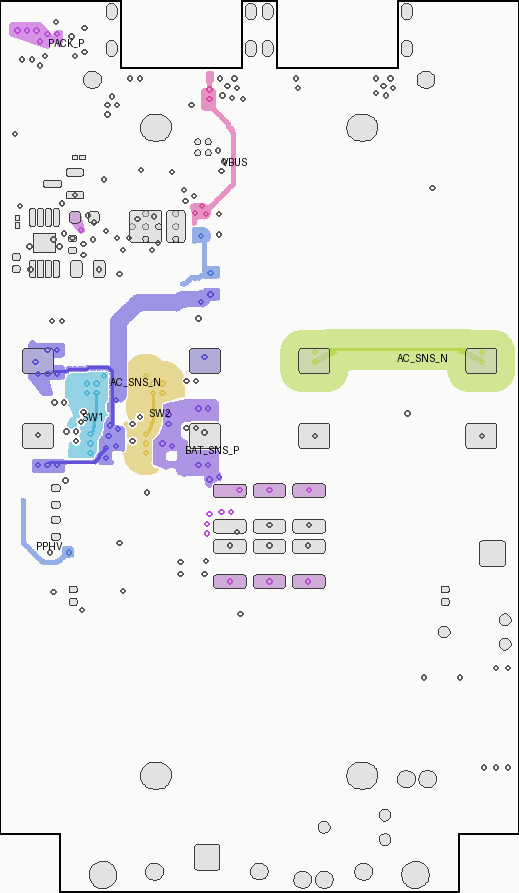 PACK_P
VBUS
AC_SNS_N
AC_SNS_N
SW1
SW2
BAT_SNS_P
PPHV